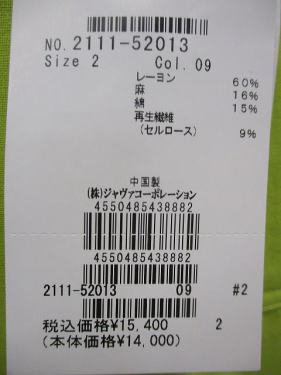 NO. 2111-52013
Size 2 Col. 09
レーヨン 60%
麻 16%
綿 15%
再生繊維
(セルロース) 9%
中国製
(株)ジャヴァコーポレーション
4550485438882
4550485438882
2111-52013 09 #2
税込価格¥15,400 2
(本体価格¥14,000)